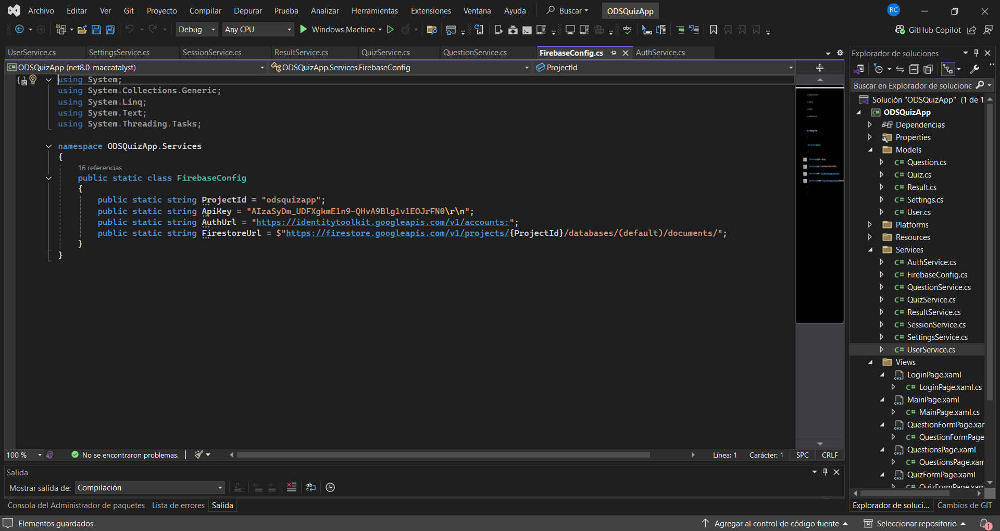 Archivo Editar Ver Git Proyecto Compilar Depurar Prueba Analizar Herramientas Extensiones Ventana Ayuda Buscar ODSQuizApp RC
Debug Any CPU Windows Machine abc GitHub Copilot
UserService.cs SettingsService.cs SessionService.cs ResultService.cs QuizService.cs QuestionService.cs FirebaseConfig.cs AuthService.cs
C# ODSQuizApp (net8.0-maccatalyst) ODSQuizApp.Services.FirebaseConfig ProjectId
using System;
using System.Collections.Generic;
using System.Linq;
using System.Text;
using System.Threading.Tasks;
namespace ODSQuizApp.Services
{
16 referencias
public static class FirebaseConfig
{
public static string ProjectId = "odsquizapp";
public static string ApiKey = "AIzaSyDm_UDFXgkmE1n9-QHvA9Blg1v1EOJrFN0\r\n";
public static string AuthUrl = "https://identitytoolkit.googleapis.com/v1/accounts:";
public static string FirestoreUrl = $"https://firestore.googleapis.com/v1/projects/{ProjectId}/databases/(default)/documents/";
}
}
100 % No se encontraron problemas. Línea: 1 Carácter: 1 SPC CRLF
Salida
Mostrar salida de: Compilación
Consola del Administrador de paquetes Lista de errores Salida
Explorador de soluciones
Buscar en Explorador de solucione
Solución "ODSQuizApp" (1 de 1
C# ODSQuizApp
Dependencias
Properties
Models
C# Question.cs
C# Quiz.cs
C# Result.cs
C# Settings.cs
C# User.cs
Platforms
Resources
Services
C# AuthService.cs
C# FirebaseConfig.cs
C# QuestionService.cs
C# QuizService.cs
C# ResultService.cs
C# SessionService.cs
C# SettingsService.cs
C# UserService.cs
Views
LoginPage.xaml
C# LoginPage.xaml.cs
MainPage.xaml
C# MainPage.xaml.cs
QuestionFormPage.xar
C# QuestionFormPage
QuestionsPage.xaml
C# QuestionsPage.xam
QuizFormPage.xaml
C# QuizFormPage.xam
Explorador de soluci... Cambios de GIT
Elementos guardados Agregar al control de código fuente Seleccionar repositorio 1